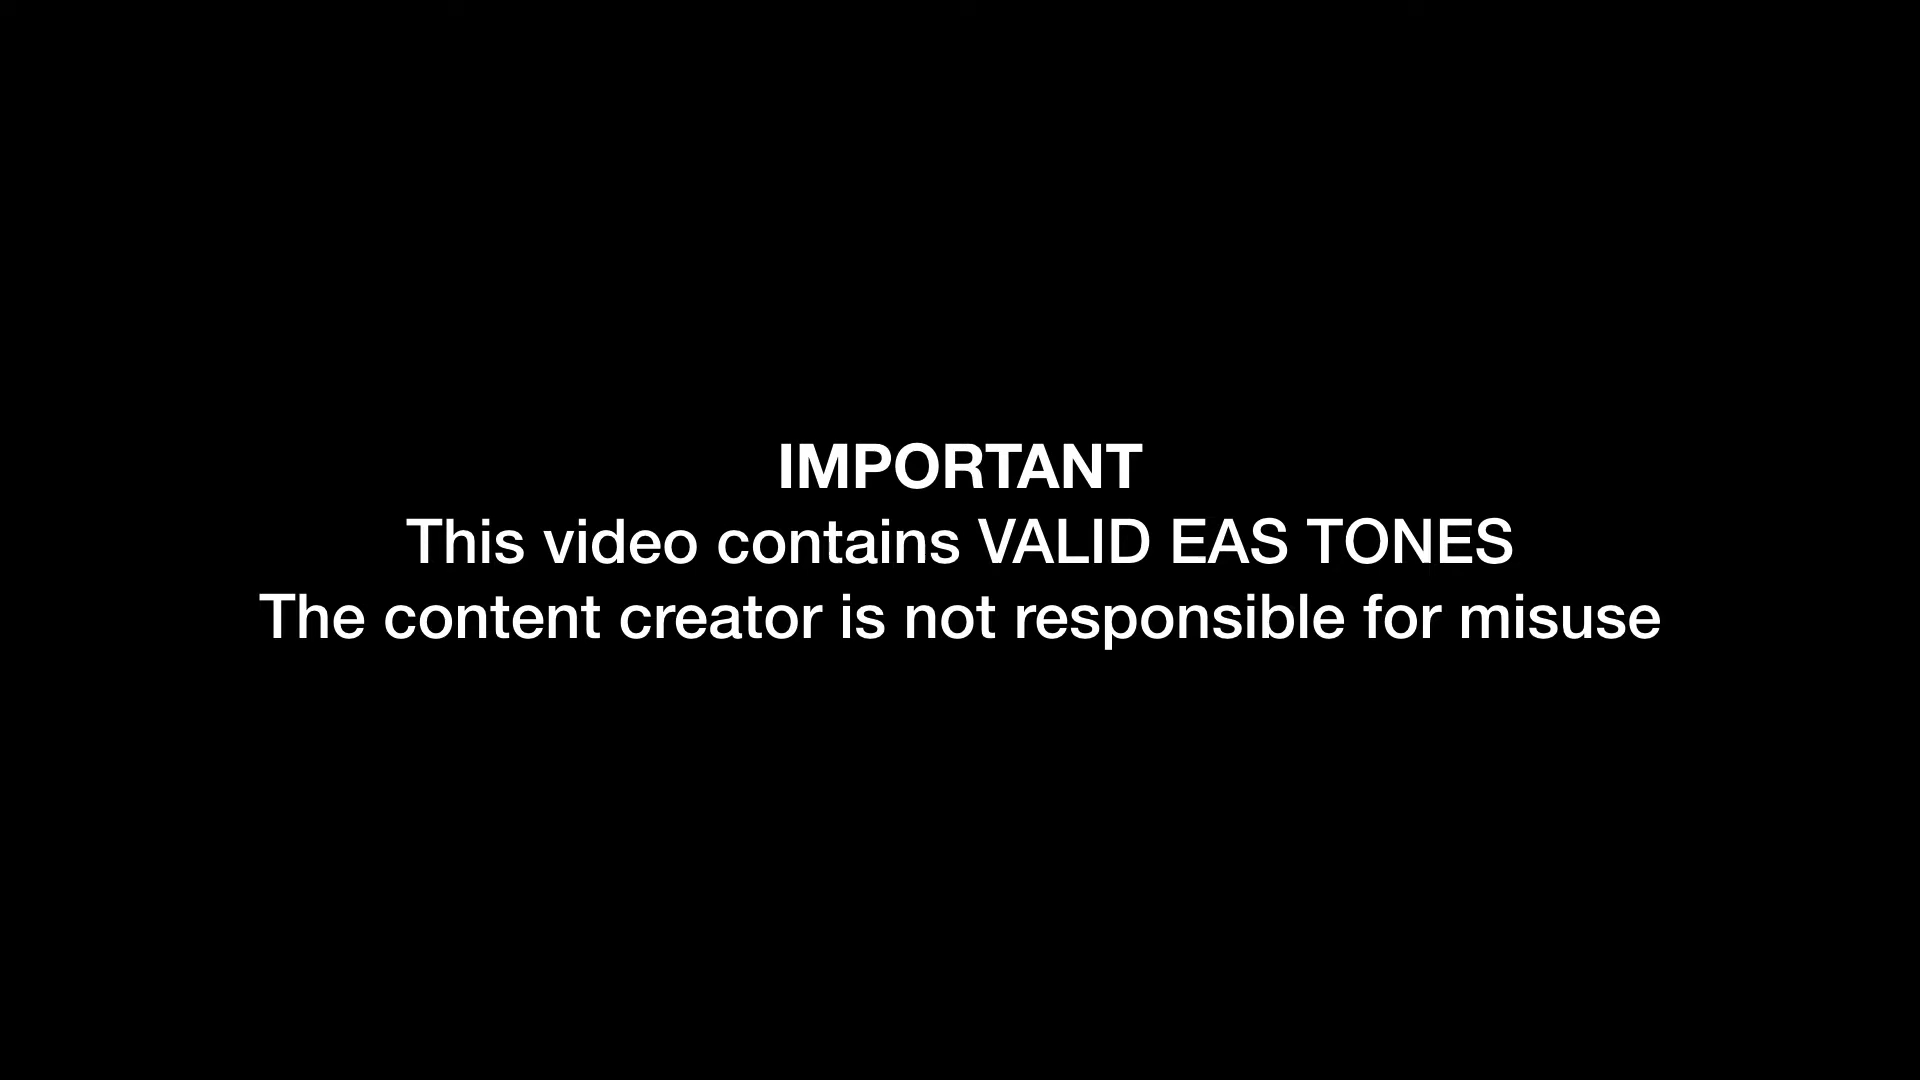 IMPORTANT
This video contains VALID EAS TONES
The content creator is not responsible for misuse